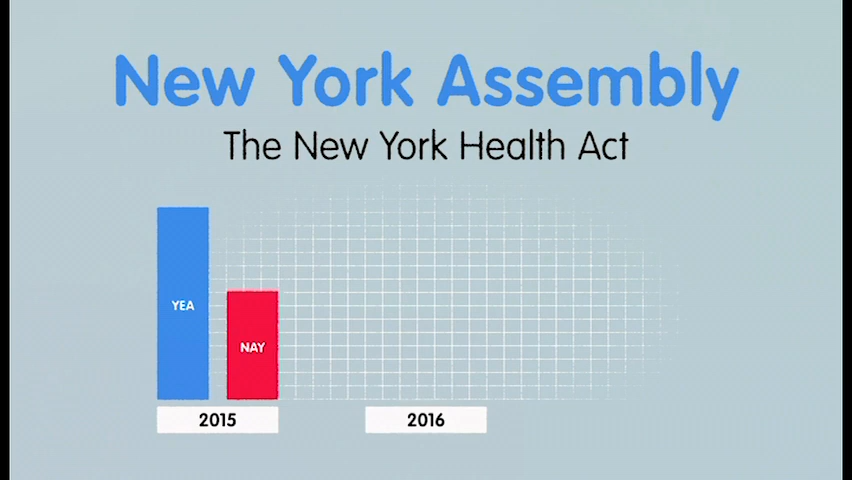 New York Assembly
The New York Health Act
YEA
NAY
2015
2016